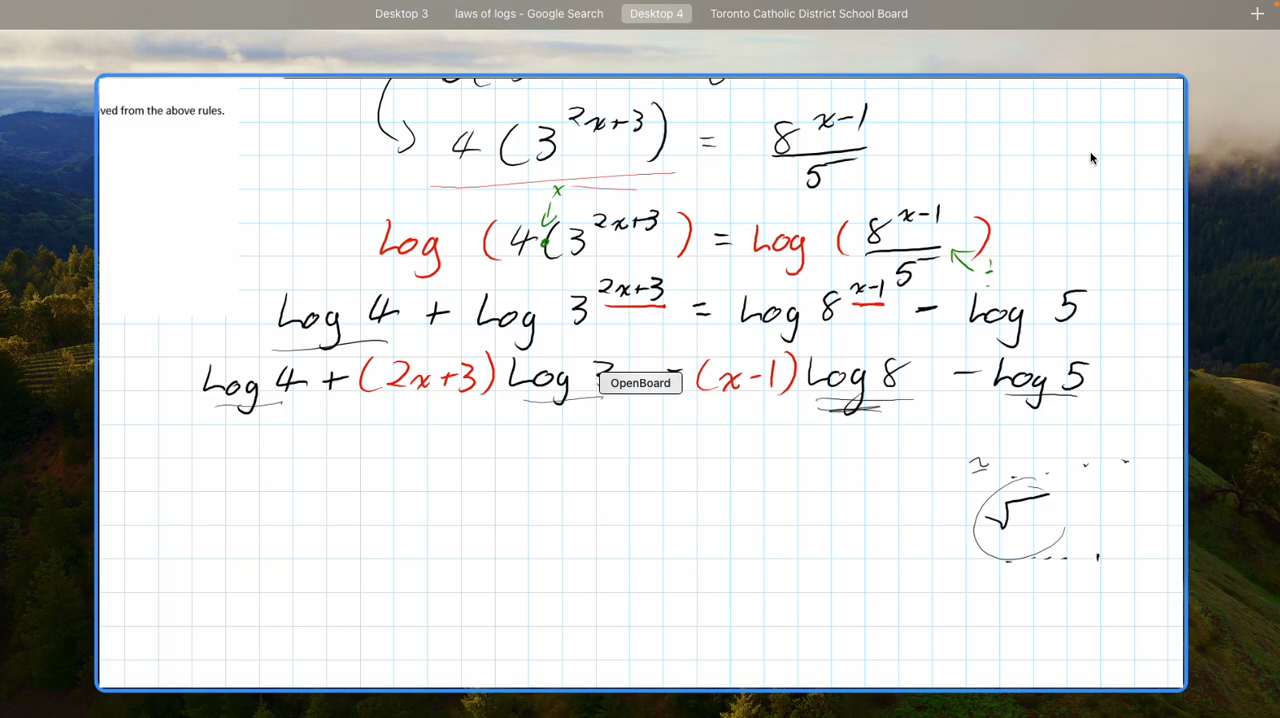 Desktop 3 laws of logs - Google Search Desktop 4 Toronto Catholic District School Board +
ved from the above rules.
4 (3^(2x+3)) = 8^(x-1)/5
x
Log (4(3^(2x+3)) = Log (8^(x-1)/5) ÷
Log 4 + Log 3^(2x+3) = Log 8^(x-1) - Log 5
Log 4 + (2x+3) Log 3 = (x-1) Log 8 - Log 5
OpenBoard
≈
√